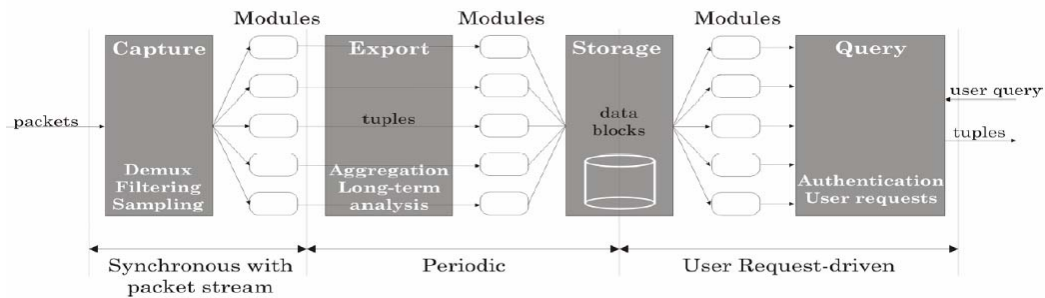 Modules
Modules
Modules
Capture
Export
Storage
Query
packets
tuples
data
blocks
user query
tuples
Demux
Filtering
Sampling
Aggregation
Long-term
analysis
Authentication
User requests
Synchronous with
packet stream
Periodic
User Request-driven